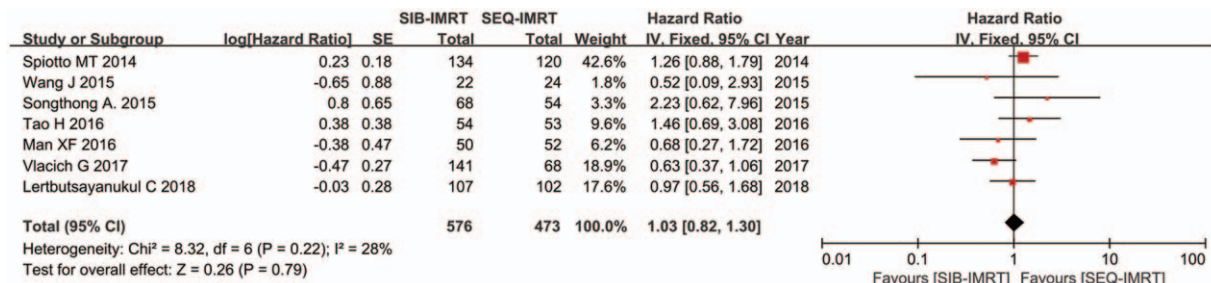 SIB-IMRT SEQ-IMRT Hazard Ratio Hazard Ratio
Study or Subgroup log[Hazard Ratio] SE Total Total Weight IV, Fixed, 95% CI Year IV, Fixed, 95% CI
Spiotto MT 2014 0.23 0.18 134 120 42.6% 1.26 [0.88, 1.79] 2014
Wang J 2015 -0.65 0.88 22 24 1.8% 0.52 [0.09, 2.93] 2015
Songthong A. 2015 0.8 0.65 68 54 3.3% 2.23 [0.62, 7.96] 2015
Tao H 2016 0.38 0.38 54 53 9.6% 1.46 [0.69, 3.08] 2016
Man XF 2016 -0.38 0.47 50 52 6.2% 0.68 [0.27, 1.72] 2016
Vlacich G 2017 -0.47 0.27 141 68 18.9% 0.63 [0.37, 1.06] 2017
Lertbutsayanukul C 2018 -0.03 0.28 107 102 17.6% 0.97 [0.56, 1.68] 2018
Total (95% CI) 576 473 100.0% 1.03 [0.82, 1.30]
Heterogeneity: Chi² = 8.32, df = 6 (P = 0.22); I² = 28%
Test for overall effect: Z = 0.26 (P = 0.79)
0.01 0.1 1 10 100
Favours [SIB-IMRT] Favours [SEQ-IMRT]